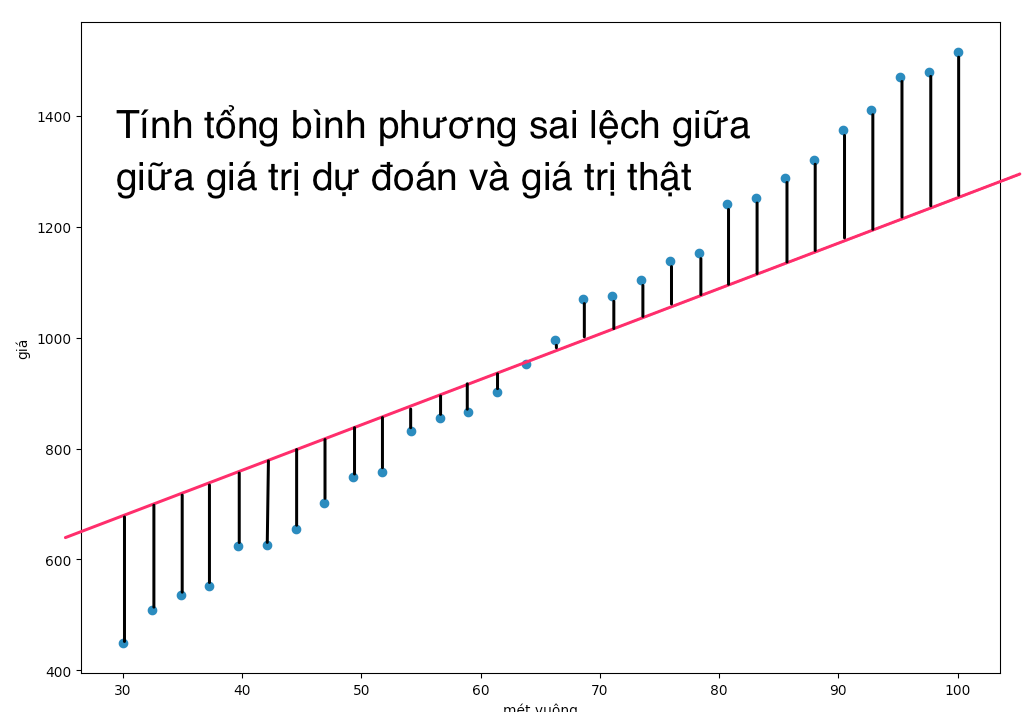 Tính tổng bình phương sai lệch giữa
giữa giá trị dự đoán và giá trị thật
1400
1200
1000
800
600
400
giá
30 40 50 60 70 80 90 100
mét vuông